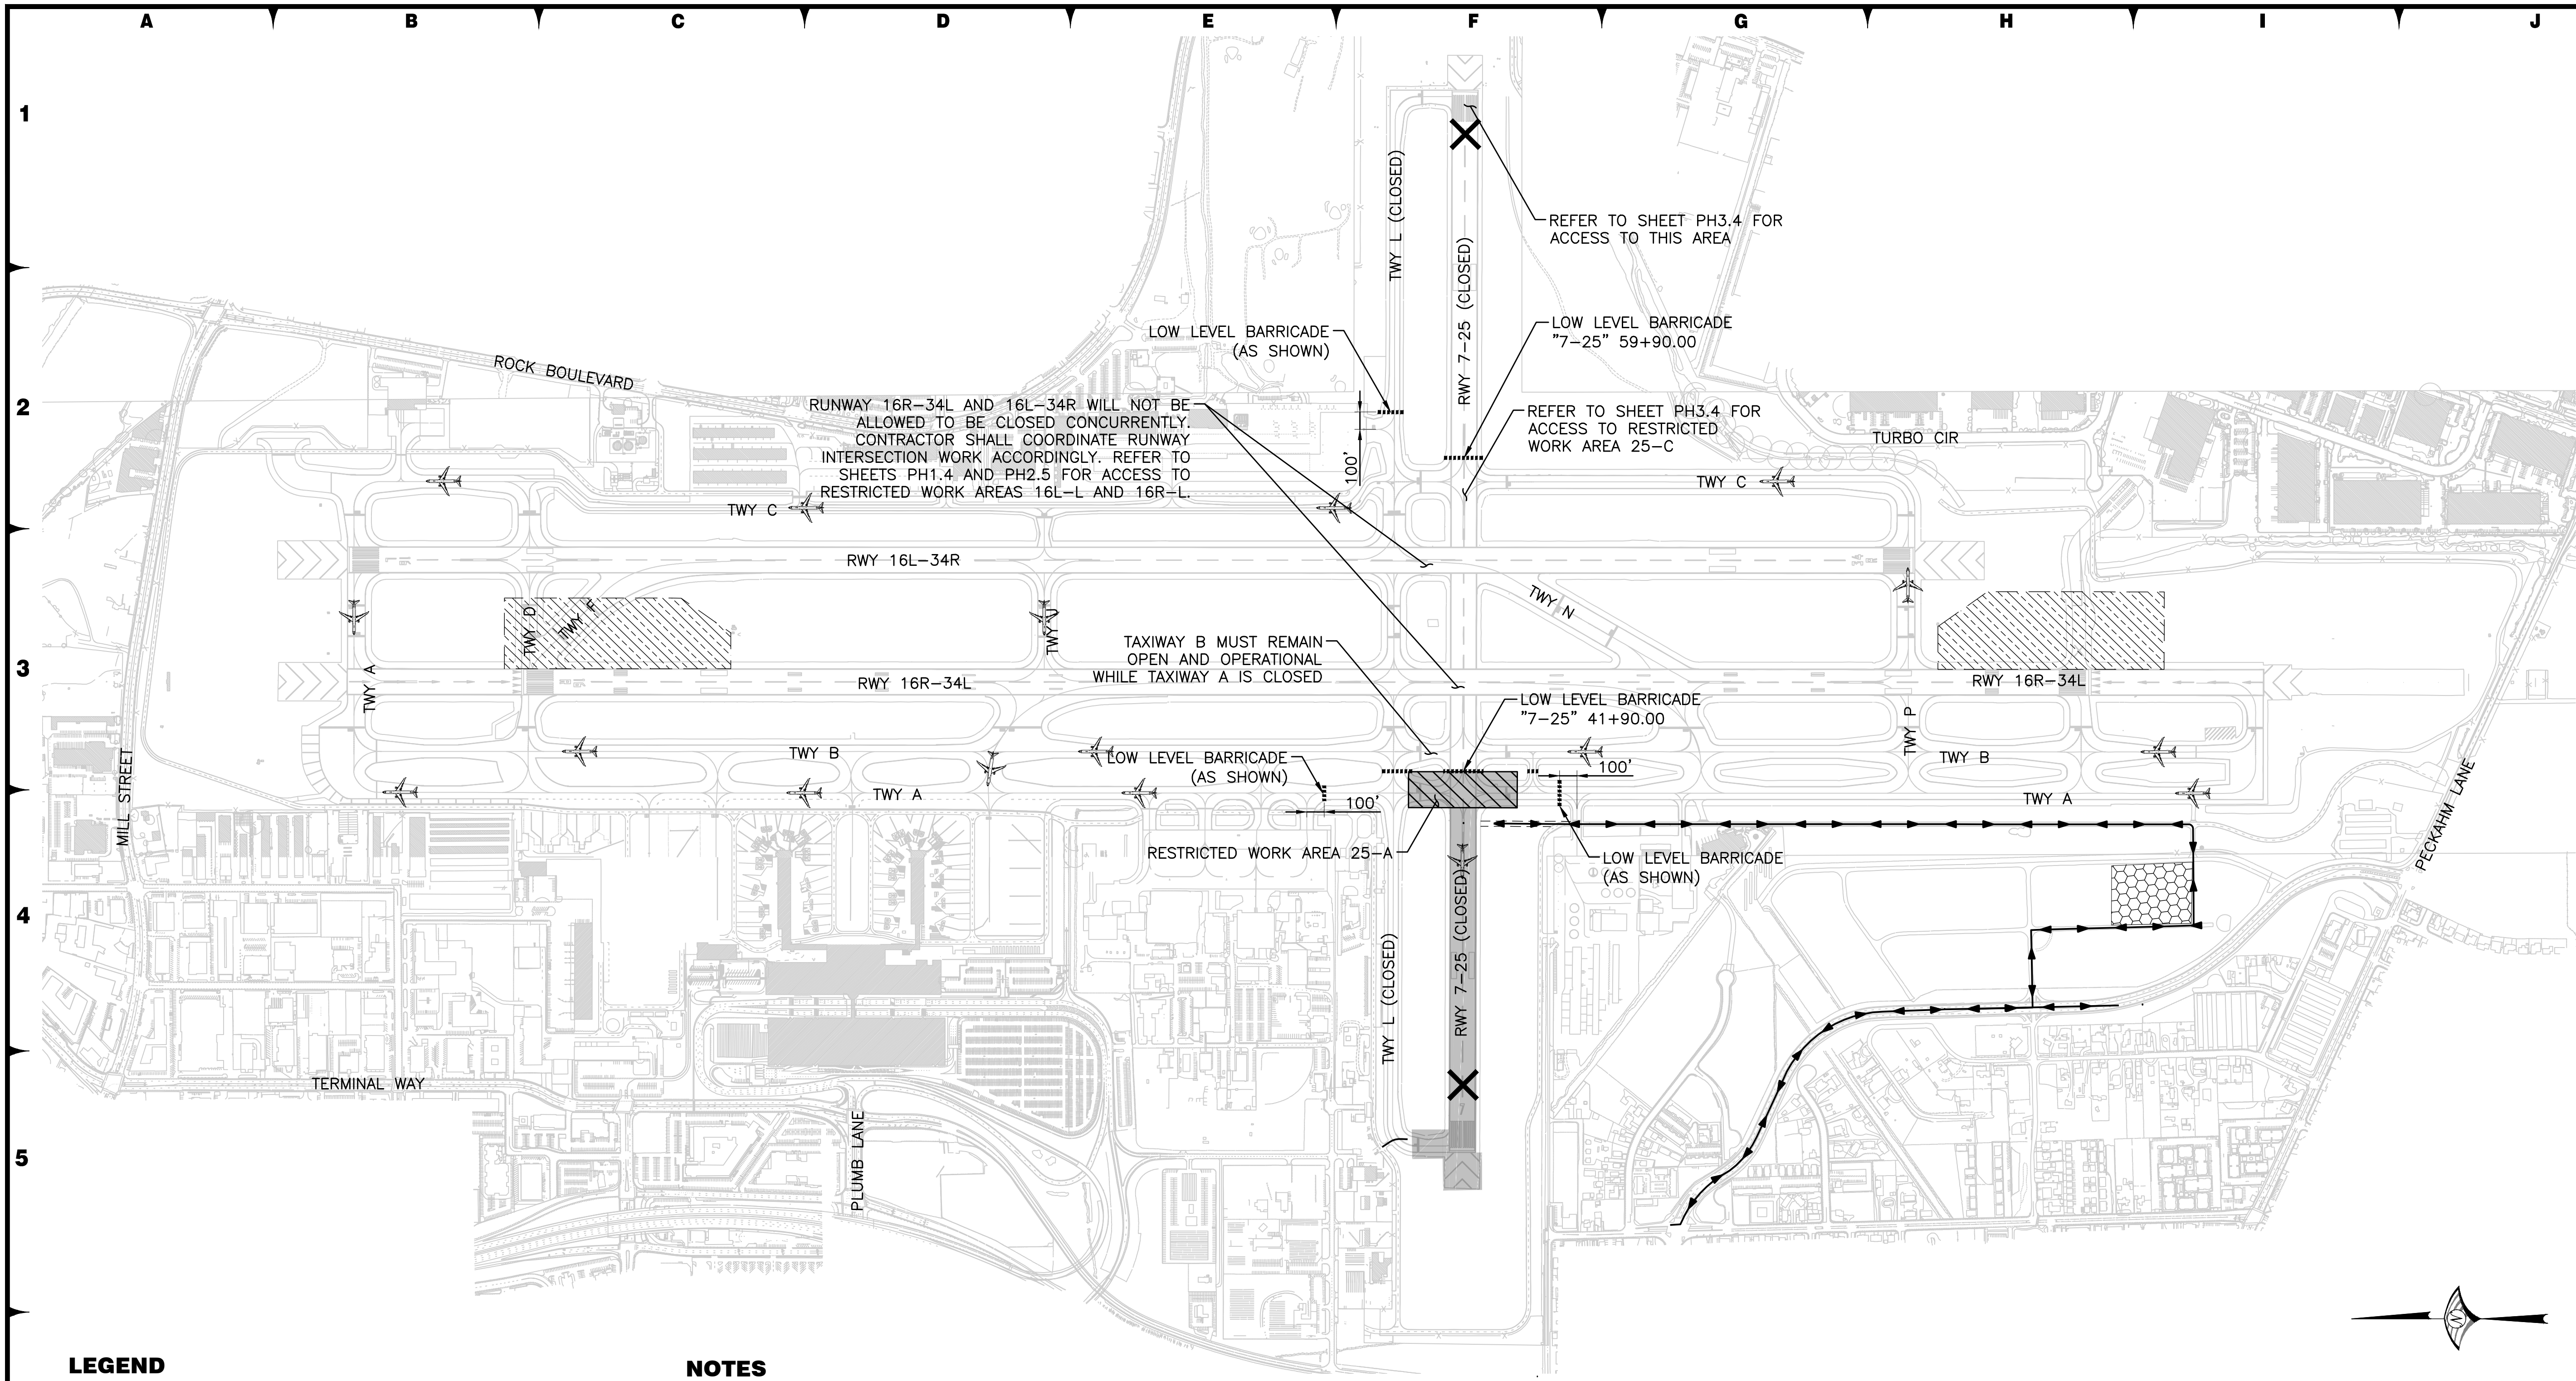 A B C D E F G H I J
1
2
3
4
5
TWY L (CLOSED)
RWY 7-25 (CLOSED)
REFER TO SHEET PH3.4 FOR
ACCESS TO THIS AREA
LOW LEVEL BARRICADE
(AS SHOWN)
LOW LEVEL BARRICADE
"7-25" 59+90.00
ROCK BOULEVARD
RUNWAY 16R-34L AND 16L-34R WILL NOT BE
ALLOWED TO BE CLOSED CONCURRENTLY.
CONTRACTOR SHALL COORDINATE RUNWAY
INTERSECTION WORK ACCORDINGLY. REFER TO
SHEETS PH1.4 AND PH2.5 FOR ACCESS TO
RESTRICTED WORK AREAS 16L-L AND 16R-L.
100'
REFER TO SHEET PH3.4 FOR
ACCESS TO RESTRICTED
WORK AREA 25-C
TURBO CIR
TWY C
TWY C
RWY 16L-34R
TWY D
TWY F
TWY U
TWY N
TAXIWAY B MUST REMAIN
OPEN AND OPERATIONAL
WHILE TAXIWAY A IS CLOSED
TWY A
RWY 16R-34L
RWY 16R-34L
LOW LEVEL BARRICADE
"7-25" 41+90.00
TWY P
MILL STREET
TWY B
LOW LEVEL BARRICADE
(AS SHOWN)
100'
TWY B
TWY A
100'
TWY A
PECKAHM LANE
RESTRICTED WORK AREA 25-A
LOW LEVEL BARRICADE
(AS SHOWN)
TWY L (CLOSED)
RWY 7-25 (CLOSED)
TERMINAL WAY
PLUMB LANE
7
N
LEGEND
NOTES